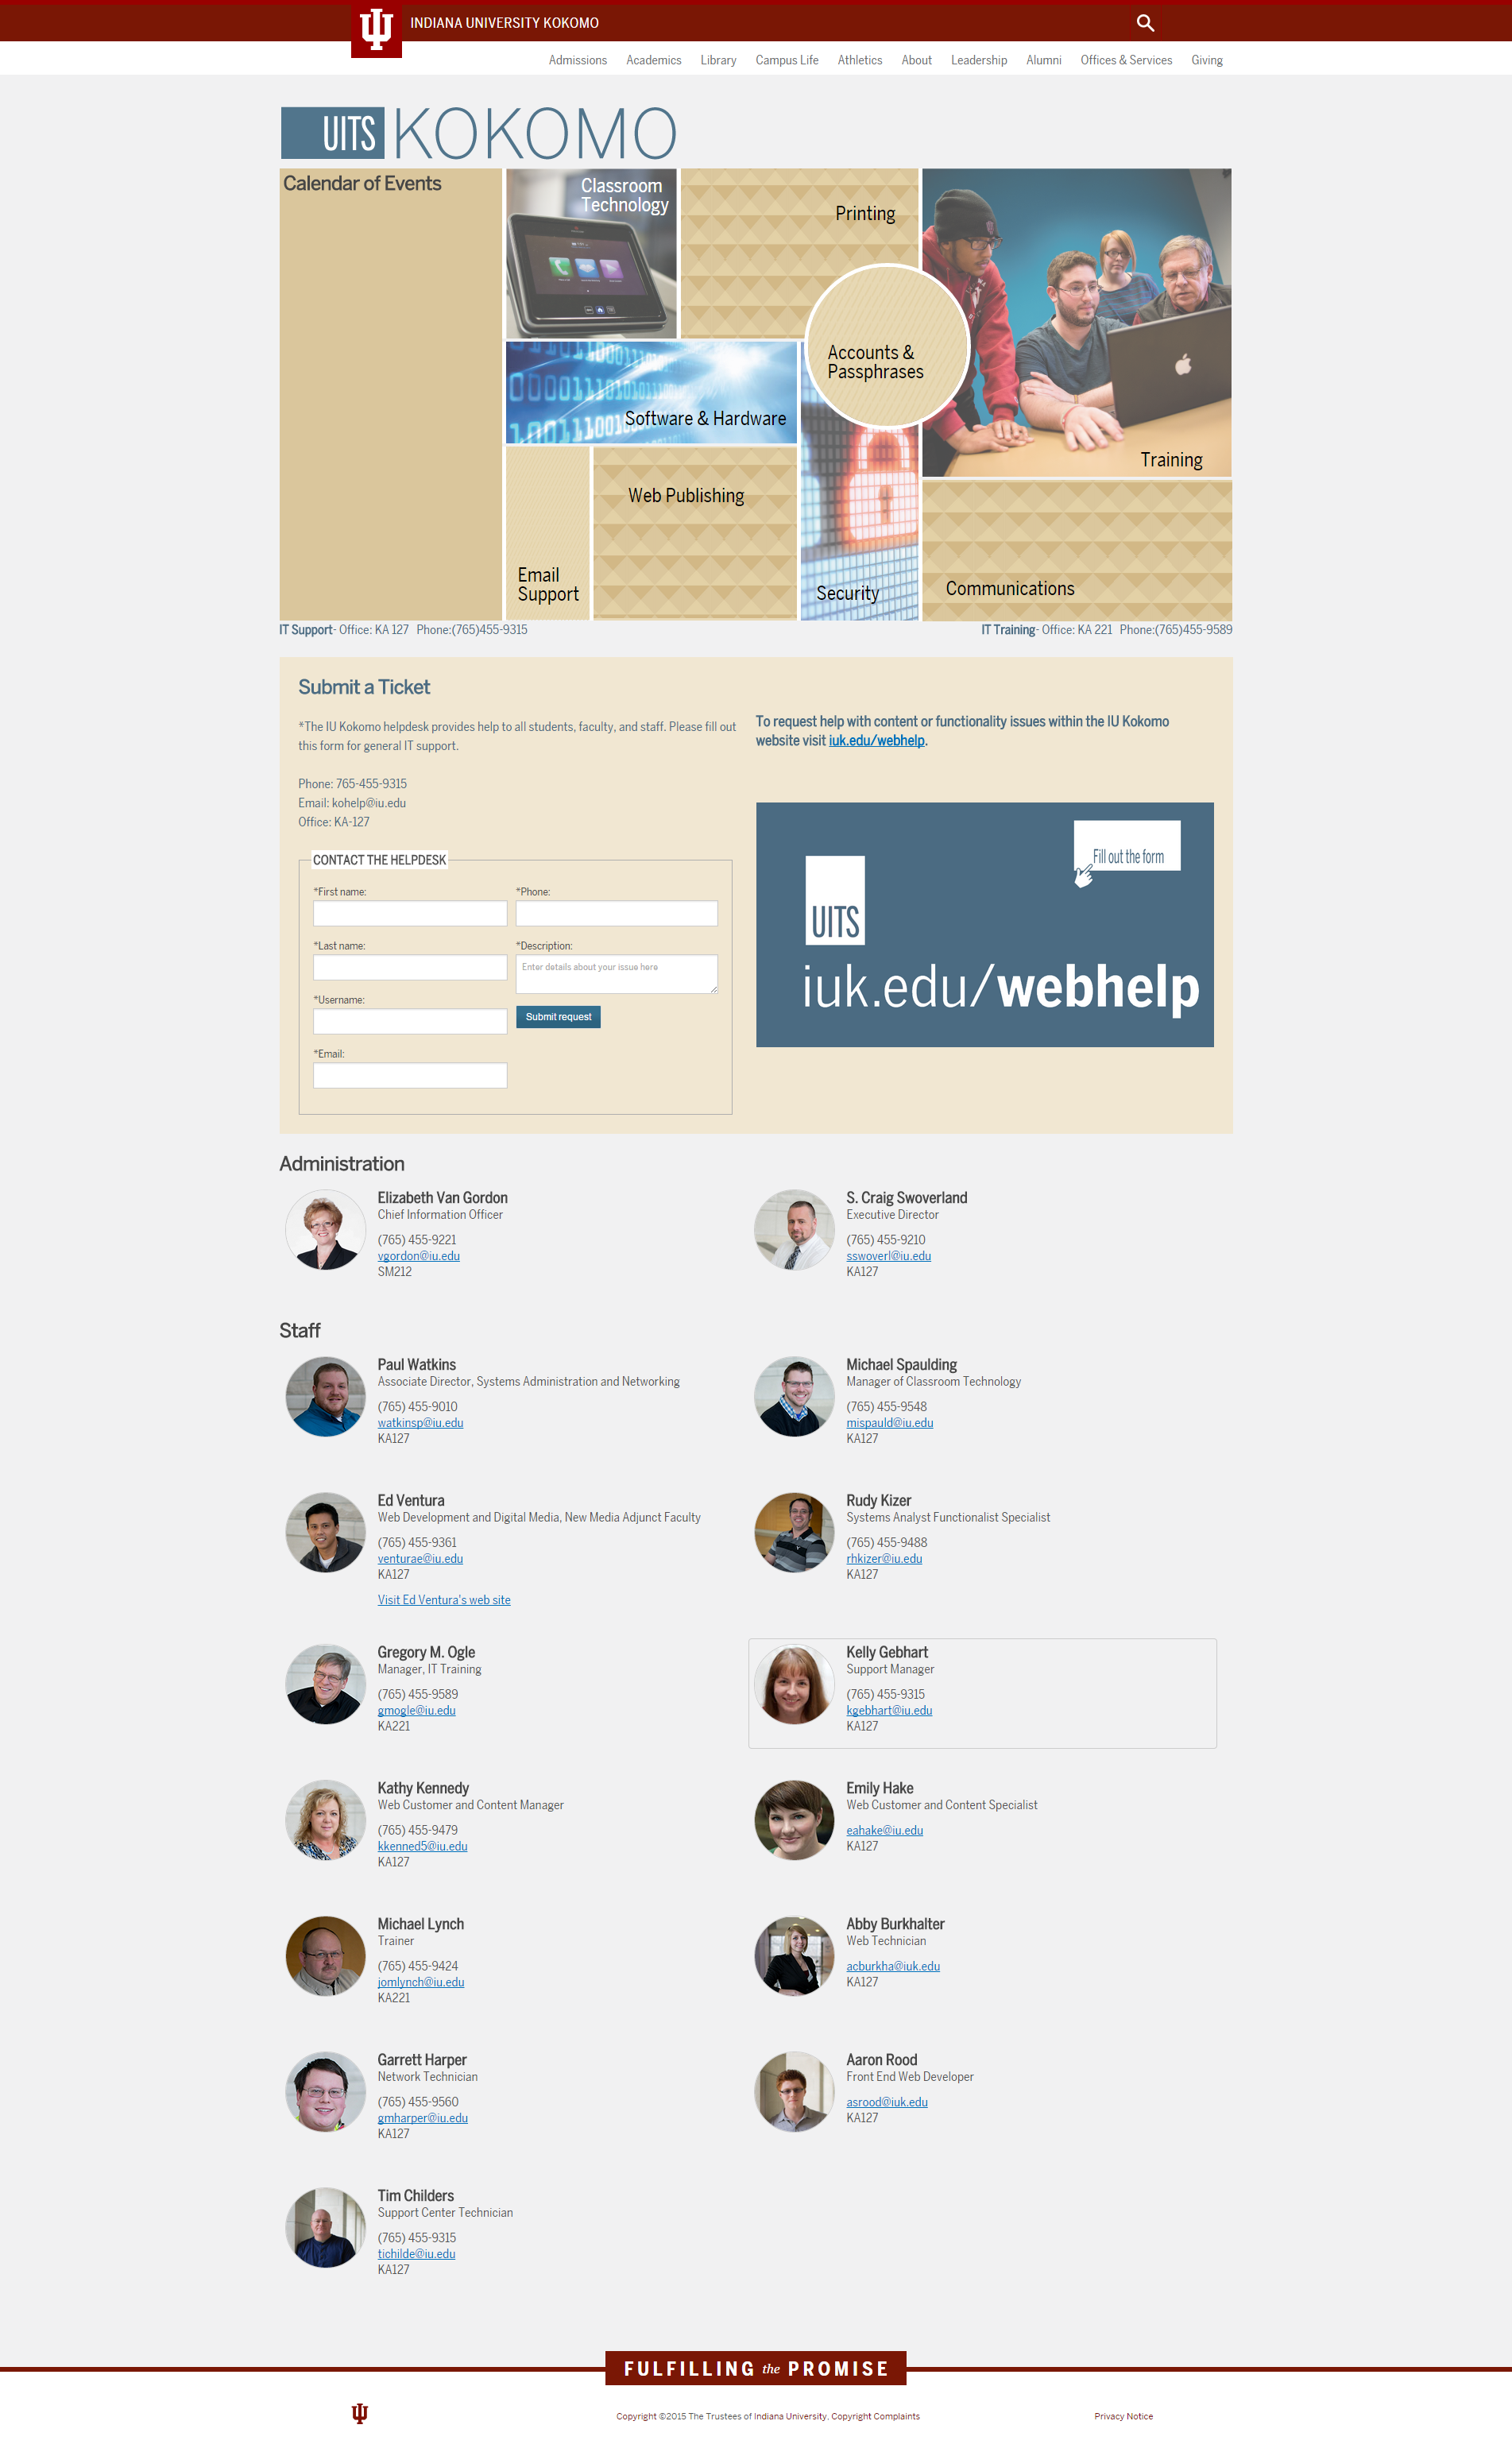 INDIANA UNIVERSITY KOKOMO
Admissions Academics Library Campus Life Athletics About Leadership Alumni Offices & Services Giving
UITS KOKOMO
Calendar of Events
Classroom
Technology
Printing
Accounts &
Passphrases
Software & Hardware
Training
Web Publishing
Email
Support
Security
Communications
IT Support- Office: KA 127 Phone:(765)455-9315
IT Training- Office: KA 221 Phone:(765)455-9589
Submit a Ticket
*The IU Kokomo helpdesk provides help to all students, faculty, and staff. Please fill out
this form for general IT support.
Phone: 765-455-9315
Email: kohelp@iu.edu
Office: KA-127
CONTACT THE HELPDESK
*First name:
*Last name:
*Username:
*Email:
*Phone:
*Description:
Enter details about your issue here
Submit request
To request help with content or functionality issues within the IU Kokomo
website visit iuk.edu/webhelp.
Fill out the form
UITS
iuk.edu/webhelp
Administration
Elizabeth Van Gordon
Chief Information Officer
(765) 455-9221
vgordon@iu.edu
SM212
S. Craig Swoverland
Executive Director
(765) 455-9210
sswoverl@iu.edu
KA127
Staff
Paul Watkins
Associate Director, Systems Administration and Networking
(765) 455-9010
watkinsp@iu.edu
KA127
Michael Spaulding
Manager of Classroom Technology
(765) 455-9548
mispauld@iu.edu
KA127
Ed Ventura
Web Development and Digital Media, New Media Adjunct Faculty
(765) 455-9361
venturae@iu.edu
KA127
Visit Ed Ventura's web site
Rudy Kizer
Systems Analyst Functionalist Specialist
(765) 455-9488
rhkizer@iu.edu
KA127
Gregory M. Ogle
Manager, IT Training
(765) 455-9589
gmogle@iu.edu
KA221
Kelly Gebhart
Support Manager
(765) 455-9315
kgebhart@iu.edu
KA127
Kathy Kennedy
Web Customer and Content Manager
(765) 455-9479
kkenned5@iu.edu
KA127
Emily Hake
Web Customer and Content Specialist
eahake@iu.edu
KA127
Michael Lynch
Trainer
(765) 455-9424
jomlynch@iu.edu
KA221
Abby Burkhalter
Web Technician
acburkha@iuk.edu
KA127
Garrett Harper
Network Technician
(765) 455-9560
gmharper@iu.edu
KA127
Aaron Rood
Front End Web Developer
asrood@iuk.edu
KA127
Tim Childers
Support Center Technician
(765) 455-9315
tichilde@iu.edu
KA127
FULFILLING the PROMISE
Copyright ©2015 The Trustees of Indiana University, Copyright Complaints
Privacy Notice